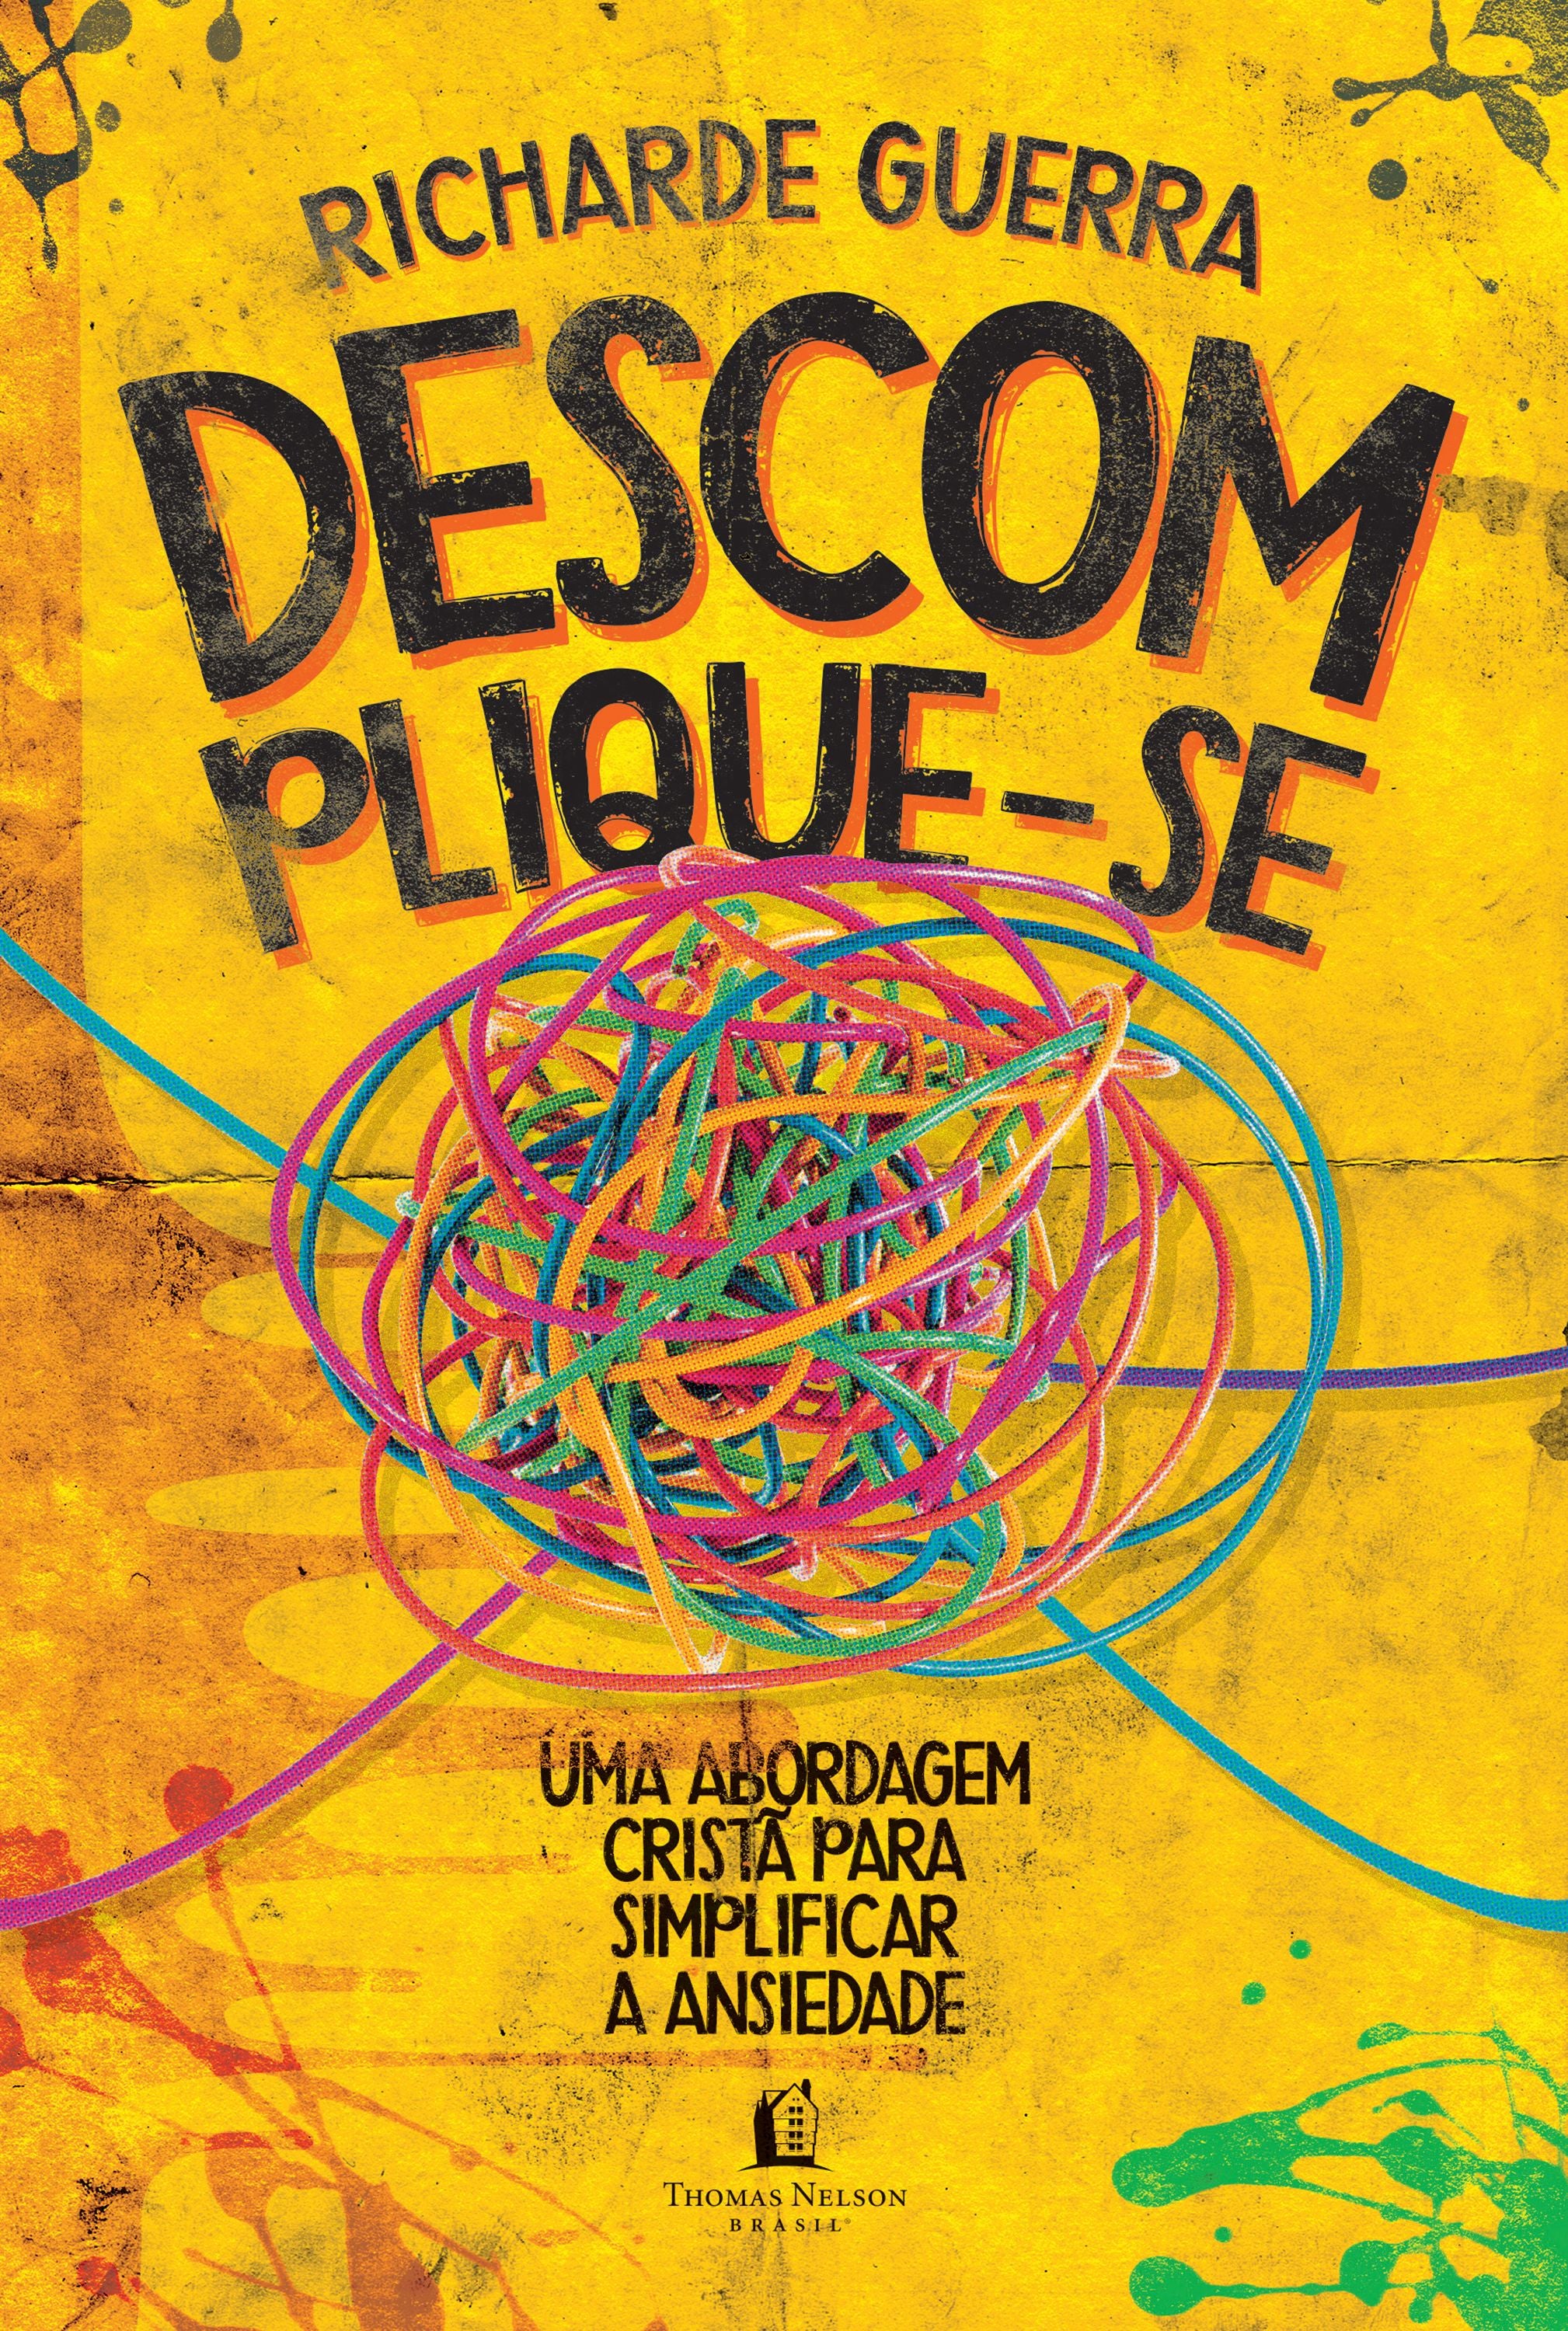 RICHARDE GUERRA
DESCOM
PLIQUE-SE
UMA ABORDAGEM
CRISTÃ PARA
SIMPLIFICAR
A ANSIEDADE
THOMAS NELSON
BRASIL®